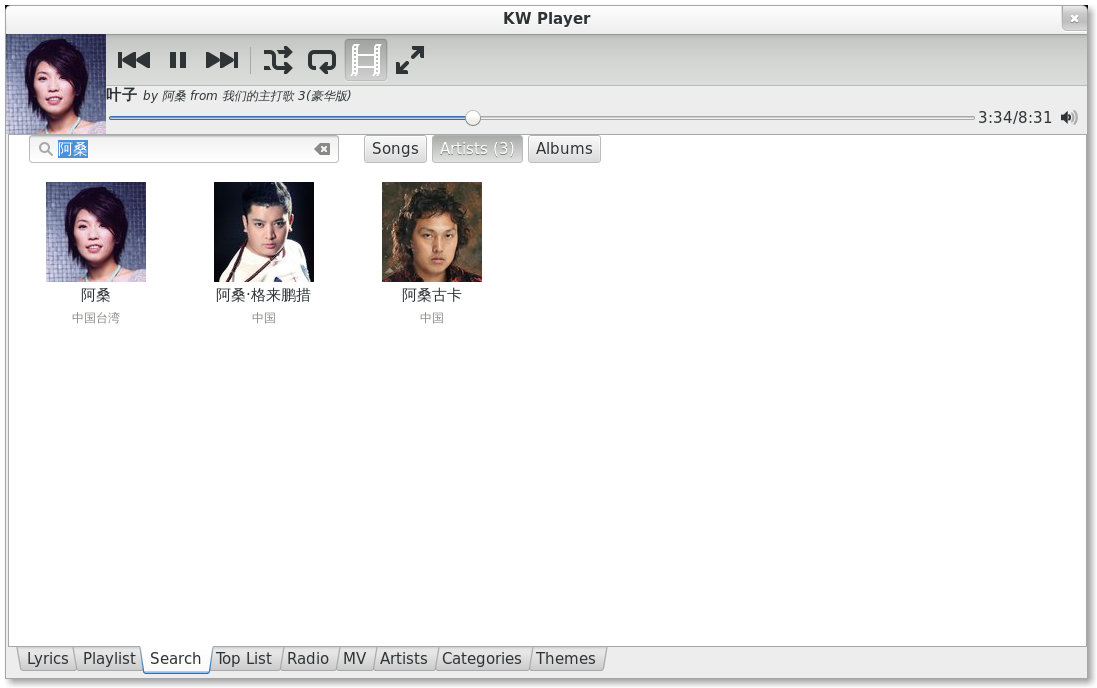 KW Player
叶子 by 阿桑 from 我们的主打歌 3(豪华版)
3:34/8:31
阿桑 Songs Artists (3) Albums
阿桑 阿桑·格来鹏措 阿桑古卡
中国台湾 中国 中国
Lyrics Playlist Search Top List Radio MV Artists Categories Themes